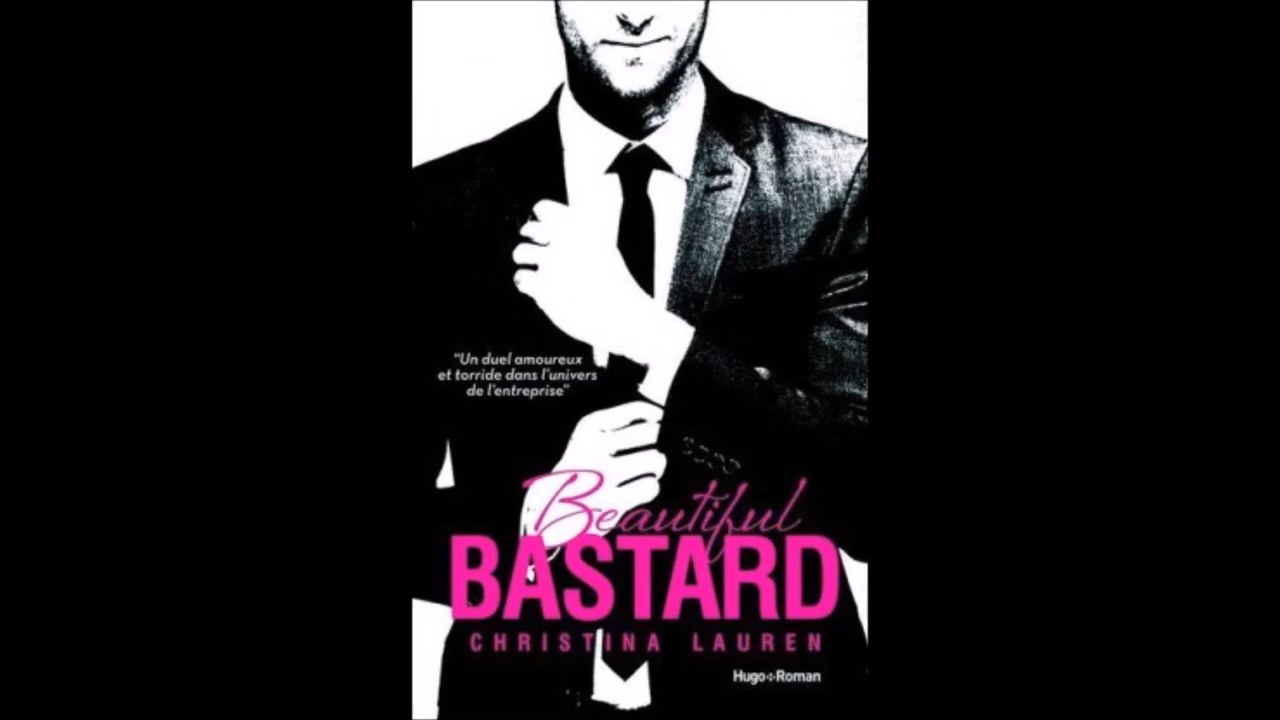 "Un duel amoureux
et torride dans l'univers
de l'entreprise"
Beautiful
BASTARD
CHRISTINA LAUREN
Hugo Roman